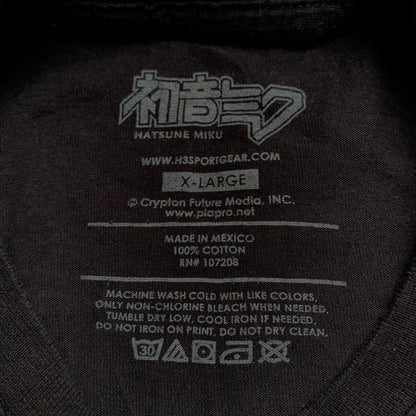 初音ミク
HATSUNE MIKU
WWW.H3SPORTGEAR.COM
X-LARGE
© Crypton Future Media, INC.
www.piapro.net
MADE IN MEXICO
100% COTTON
RN# 107208
MACHINE WASH COLD WITH LIKE COLORS,
ONLY NON-CHLORINE BLEACH WHEN NEEDED,
TUMBLE DRY LOW, COOL IRON IF NEEDED,
DO NOT IRON ON PRINT, DO NOT DRY CLEAN.
30